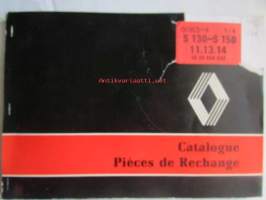 S 130-S 150
11.13.14
Antikvariaatti.net
Catalogue
Pièces de Rechange